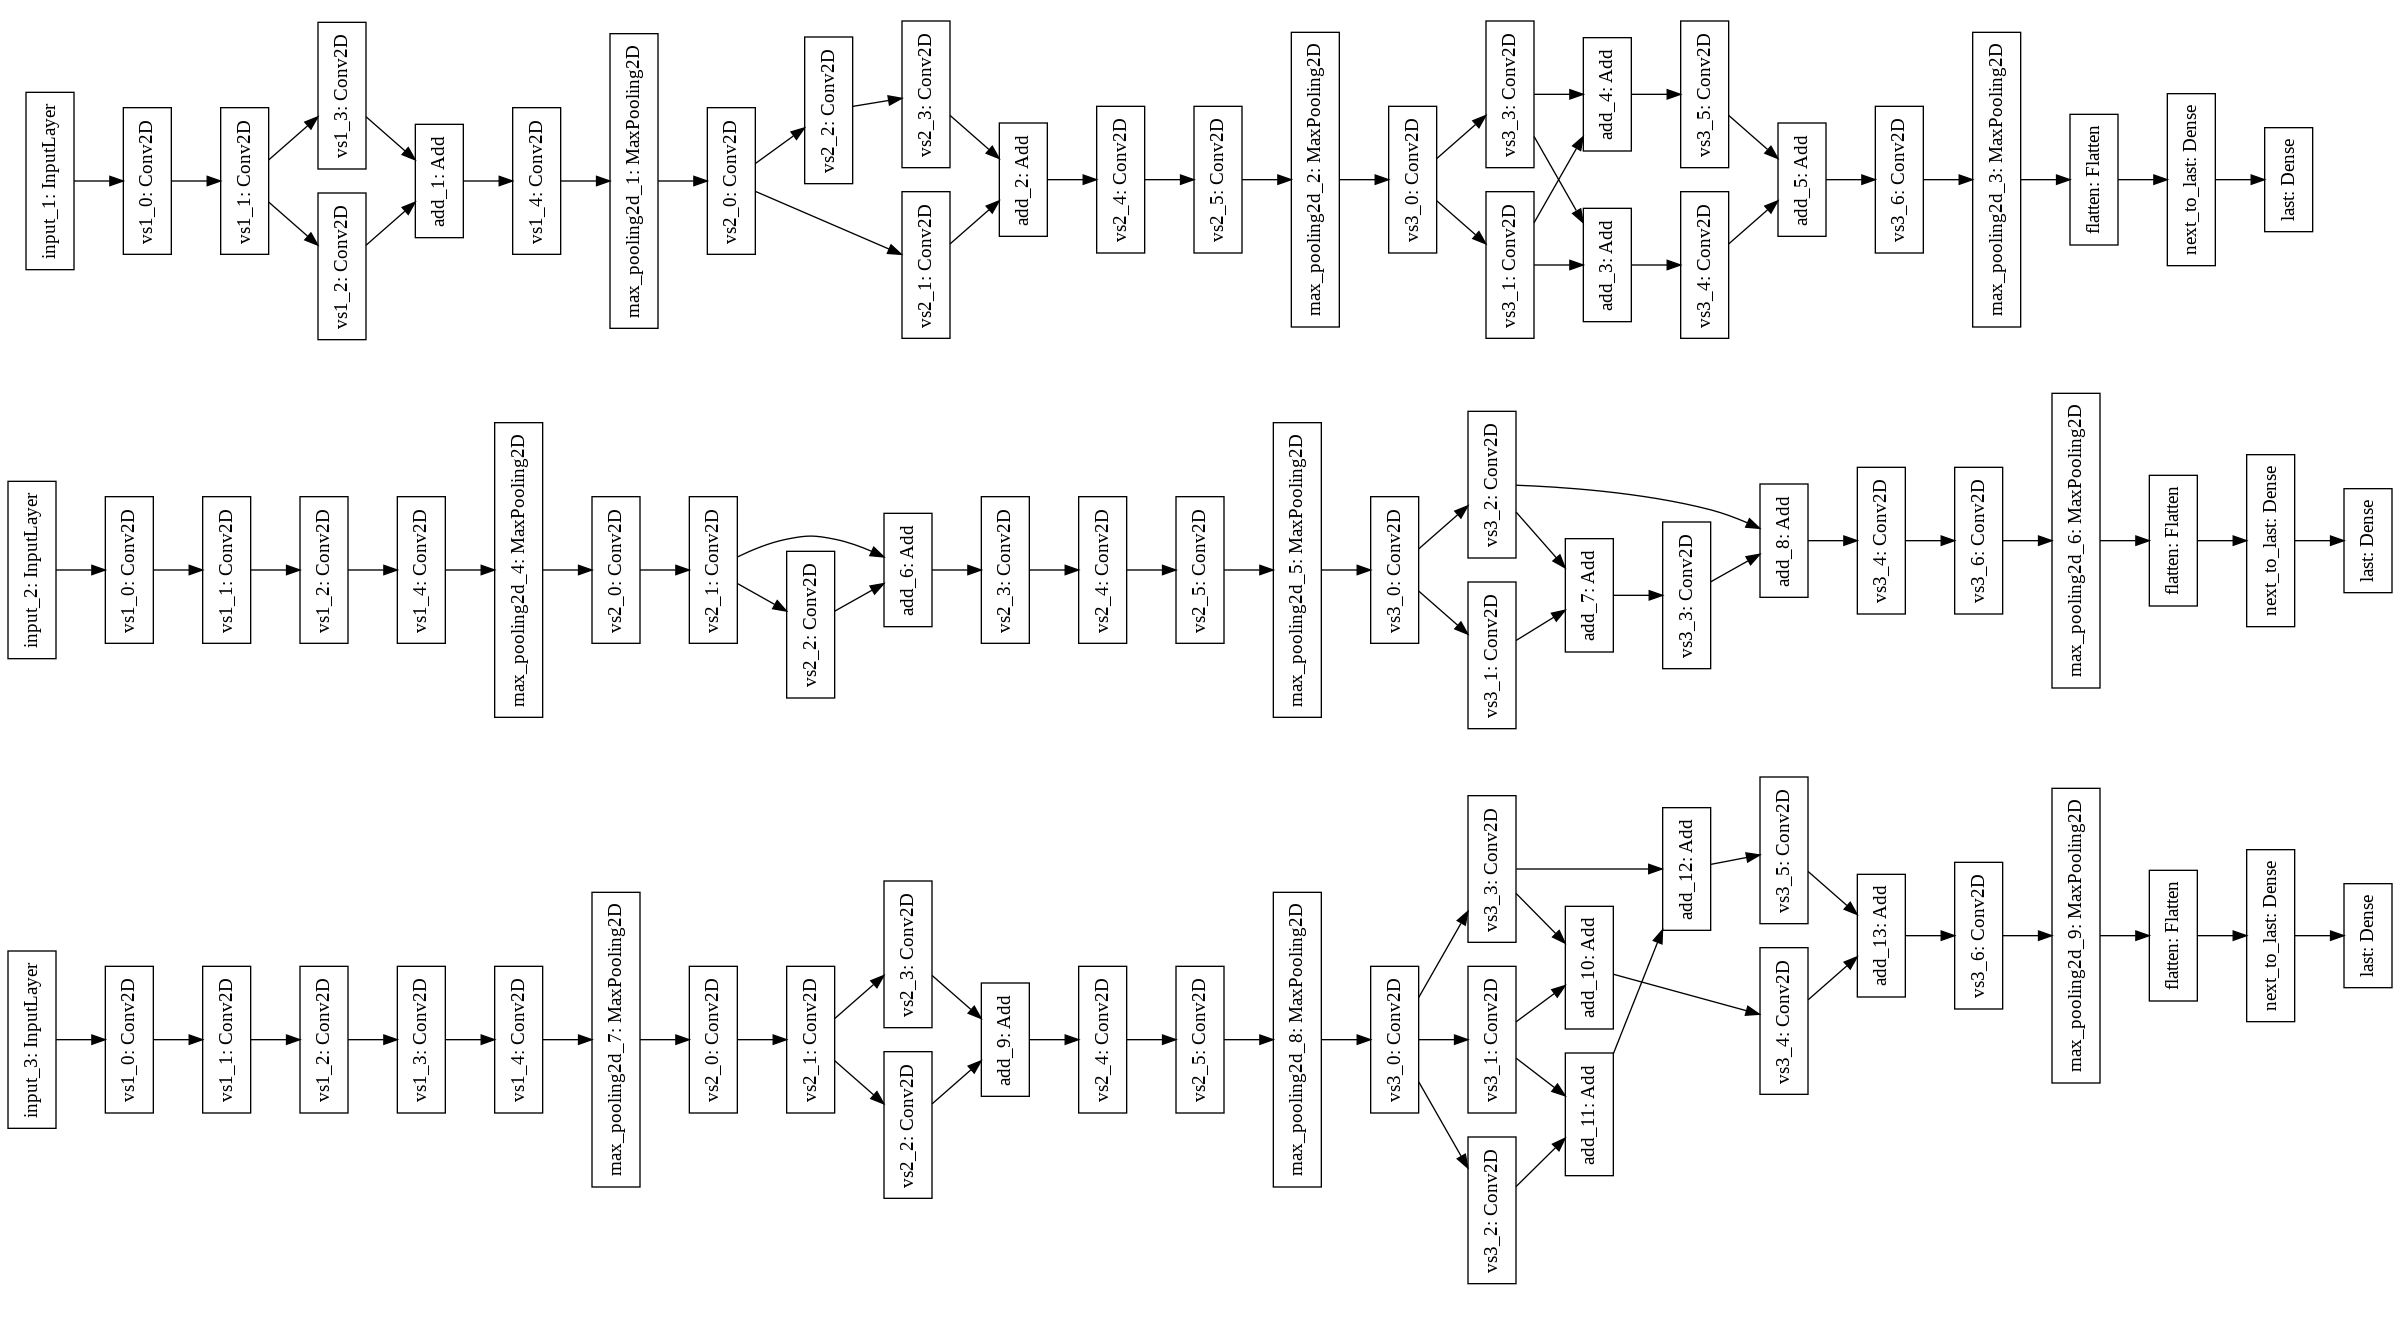 input_1: InputLayer
vs1_0: Conv2D
vs1_1: Conv2D
vs1_3: Conv2D
vs1_2: Conv2D
add_1: Add
vs1_4: Conv2D
max_pooling2d_1: MaxPooling2D
vs2_0: Conv2D
vs2_2: Conv2D
vs2_3: Conv2D
vs2_1: Conv2D
add_2: Add
vs2_4: Conv2D
vs2_5: Conv2D
max_pooling2d_2: MaxPooling2D
vs3_0: Conv2D
vs3_3: Conv2D
vs3_1: Conv2D
add_4: Add
add_3: Add
vs3_5: Conv2D
vs3_4: Conv2D
add_5: Add
vs3_6: Conv2D
max_pooling2d_3: MaxPooling2D
flatten: Flatten
next_to_last: Dense
last: Dense
input_2: InputLayer
vs1_0: Conv2D
vs1_1: Conv2D
vs1_2: Conv2D
vs1_4: Conv2D
max_pooling2d_4: MaxPooling2D
vs2_0: Conv2D
vs2_1: Conv2D
vs2_2: Conv2D
add_6: Add
vs2_3: Conv2D
vs2_4: Conv2D
vs2_5: Conv2D
max_pooling2d_5: MaxPooling2D
vs3_0: Conv2D
vs3_2: Conv2D
vs3_1: Conv2D
add_7: Add
vs3_3: Conv2D
add_8: Add
vs3_4: Conv2D
vs3_6: Conv2D
max_pooling2d_6: MaxPooling2D
flatten: Flatten
next_to_last: Dense
last: Dense
input_3: InputLayer
vs1_0: Conv2D
vs1_1: Conv2D
vs1_2: Conv2D
vs1_3: Conv2D
vs1_4: Conv2D
max_pooling2d_7: MaxPooling2D
vs2_0: Conv2D
vs2_1: Conv2D
vs2_3: Conv2D
vs2_2: Conv2D
add_9: Add
vs2_4: Conv2D
vs2_5: Conv2D
max_pooling2d_8: MaxPooling2D
vs3_0: Conv2D
vs3_3: Conv2D
vs3_1: Conv2D
vs3_2: Conv2D
add_10: Add
add_11: Add
add_12: Add
vs3_5: Conv2D
vs3_4: Conv2D
add_13: Add
vs3_6: Conv2D
max_pooling2d_9: MaxPooling2D
flatten: Flatten
next_to_last: Dense
last: Dense